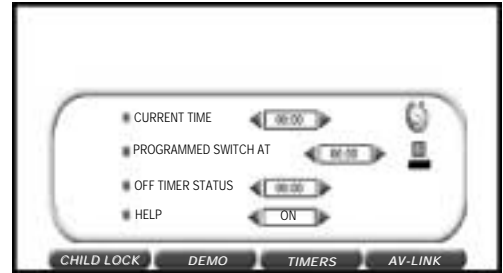 CURRENT TIME 00:00
PROGRAMMED SWITCH AT 00:00
OFF TIMER STATUS 00:00
HELP ON
CHILD LOCK DEMO TIMERS AV-LINK